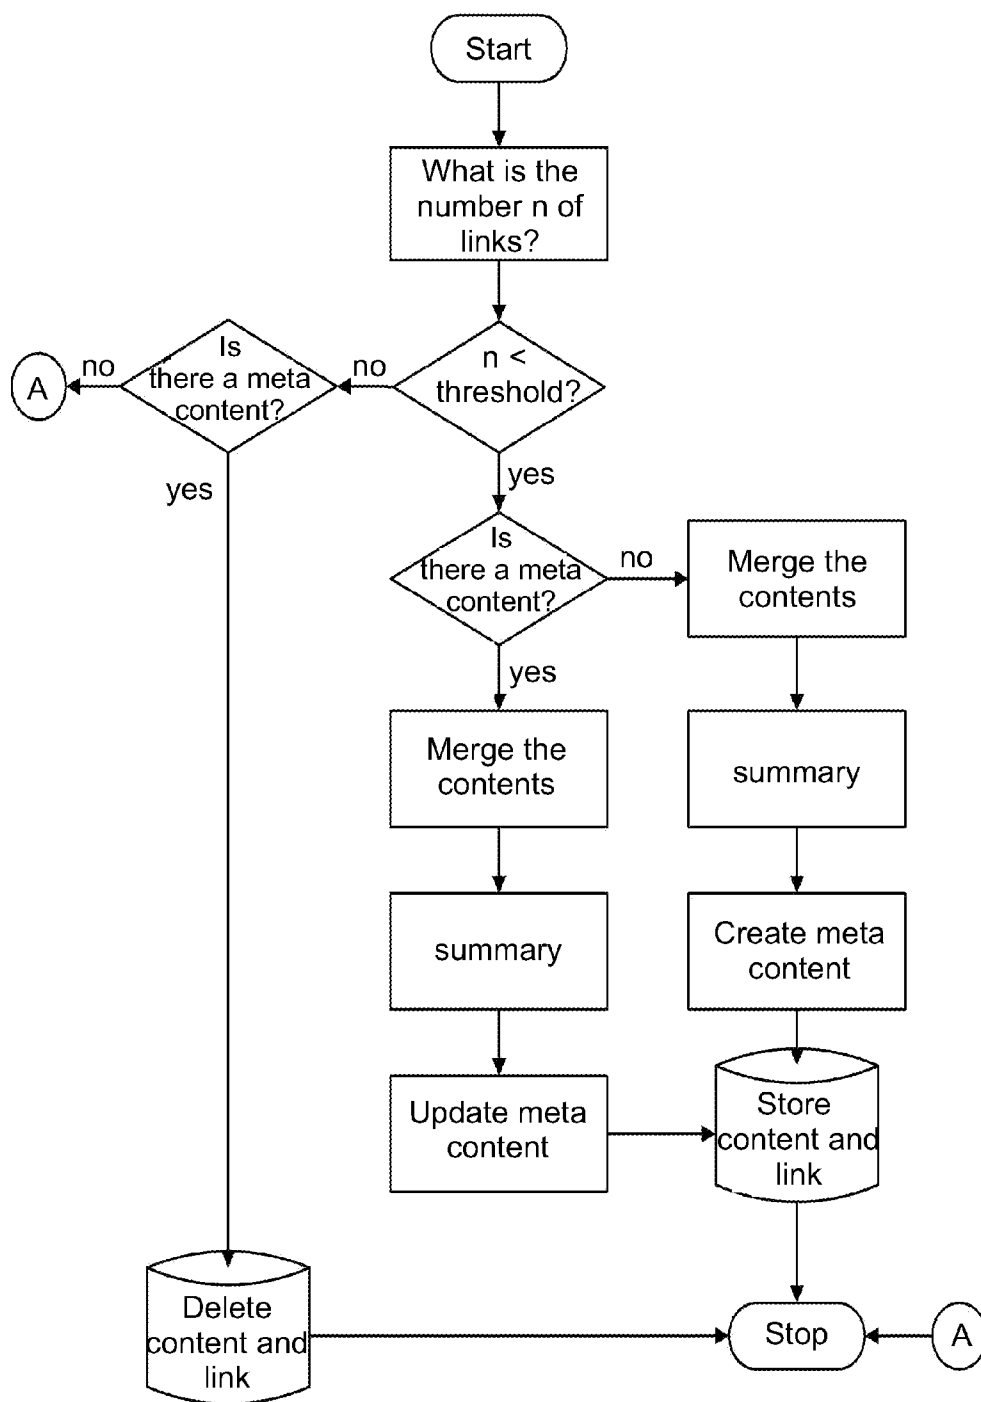 Start
What is the
number n of
links?
n <
threshold?
no
Is
there a meta
content?
no
A
yes
yes
Is
there a meta
content?
no
Merge the
contents
yes
Merge the
contents
summary
summary
Create meta
content
Update meta
content
Store
content and
link
Delete
content and
link
Stop
A